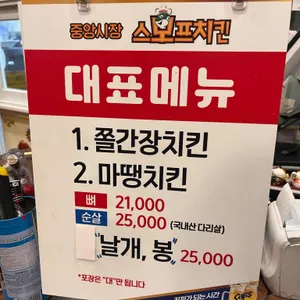 중앙시장 스모프치킨
대표메뉴
1. 쫄간장치킨
2. 마땡치킨
뼈 21,000
순살 25,000 (국내산 다리살)
"날개, 봉" 25,000
*포장은 "대"만 됩니다